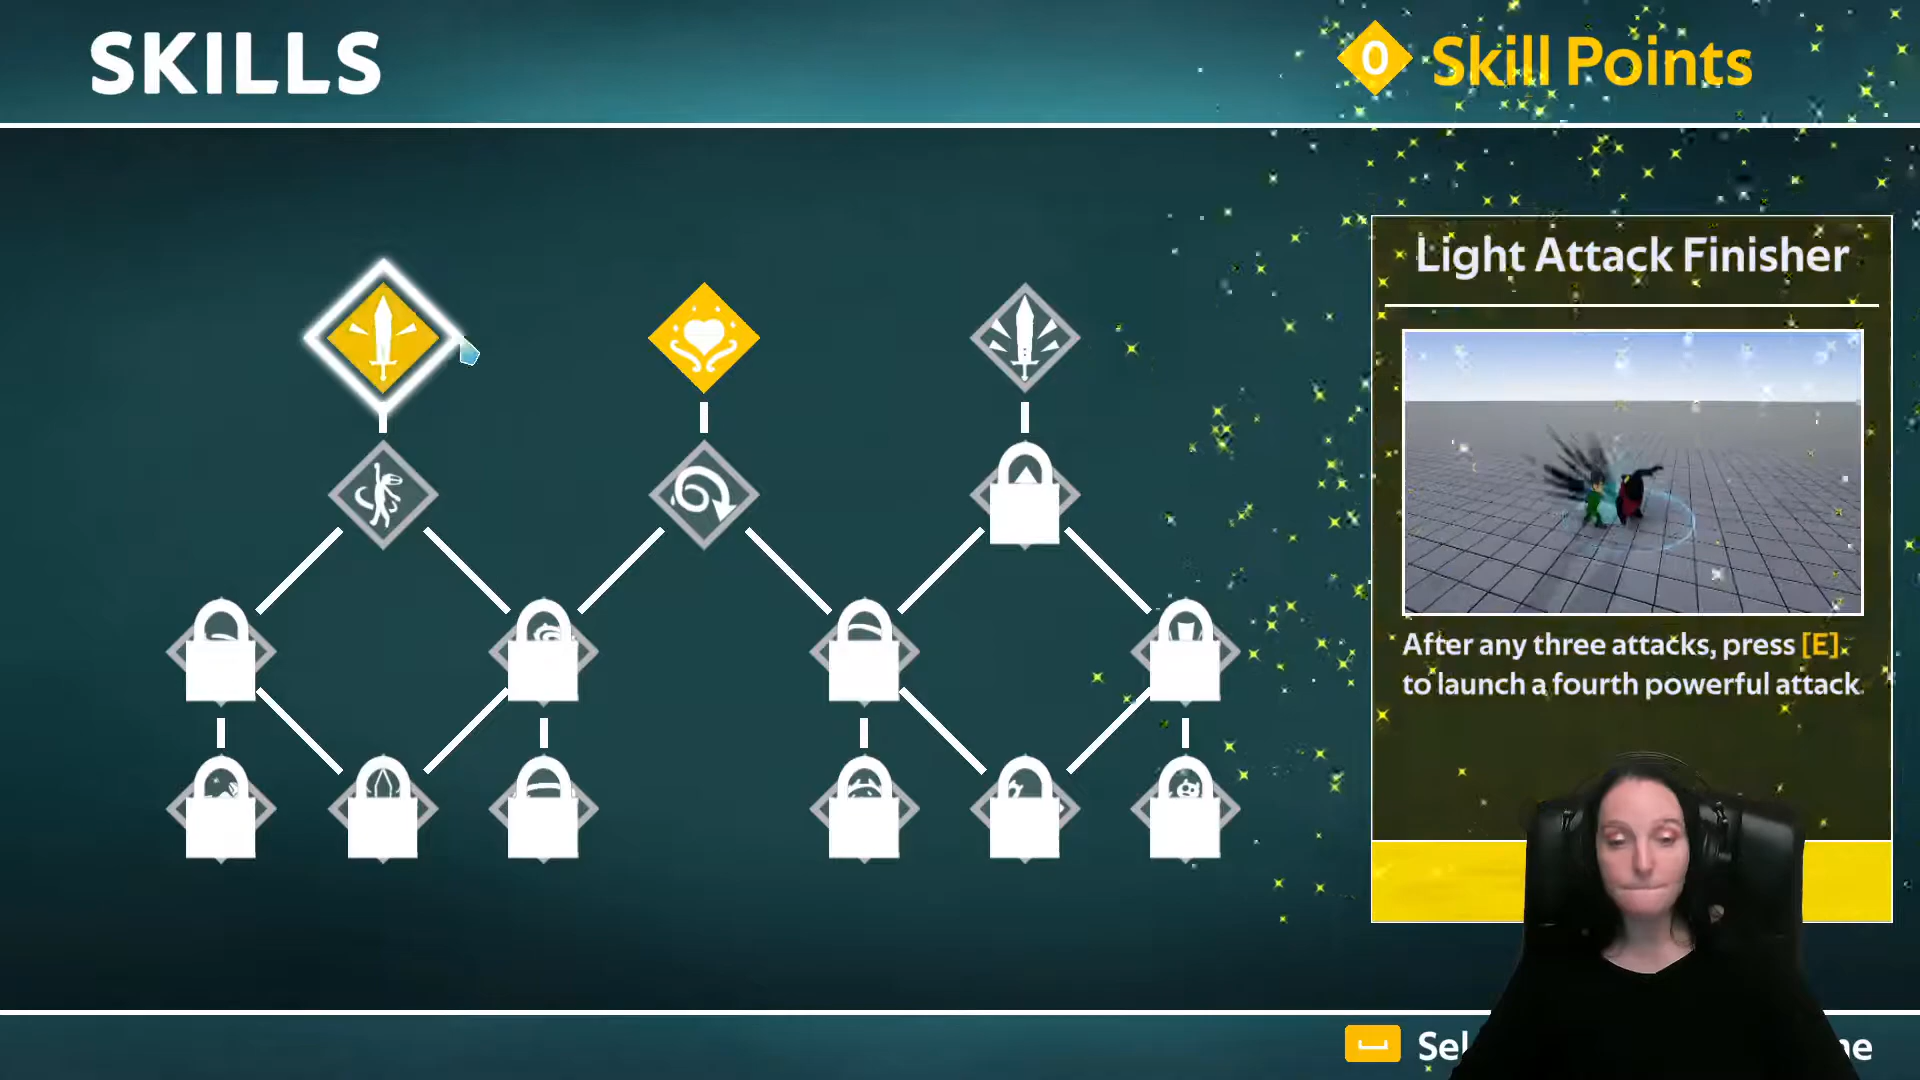 SKILLS
0 Skill Points
Light Attack Finisher
After any three attacks, press [E]
to launch a fourth powerful attack.